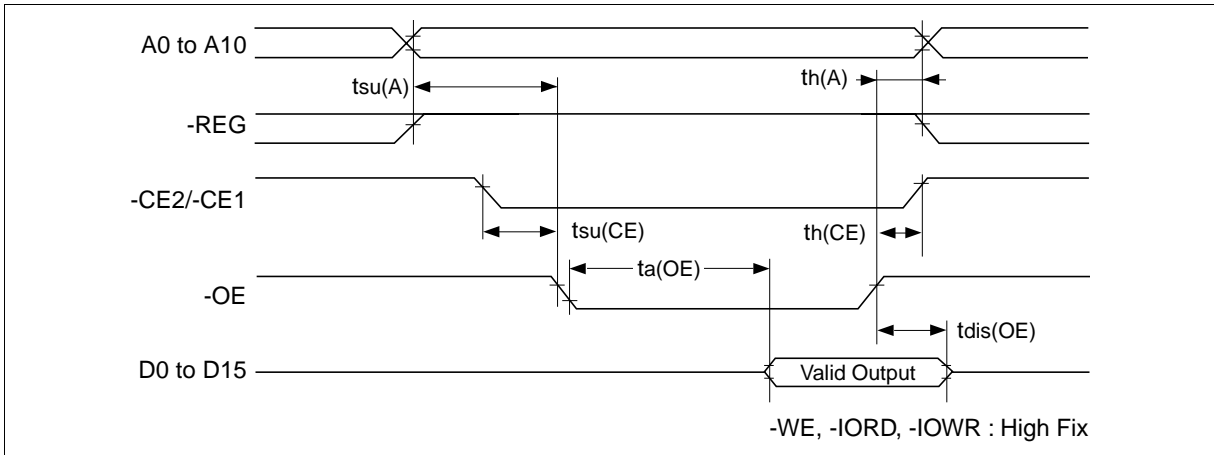 A0 to A10
tsu(A)
th(A)
-REG
-CE2/-CE1
tsu(CE)
th(CE)
ta(OE)
-OE
tdis(OE)
D0 to D15
Valid Output
-WE, -IORD, -IOWR : High Fix